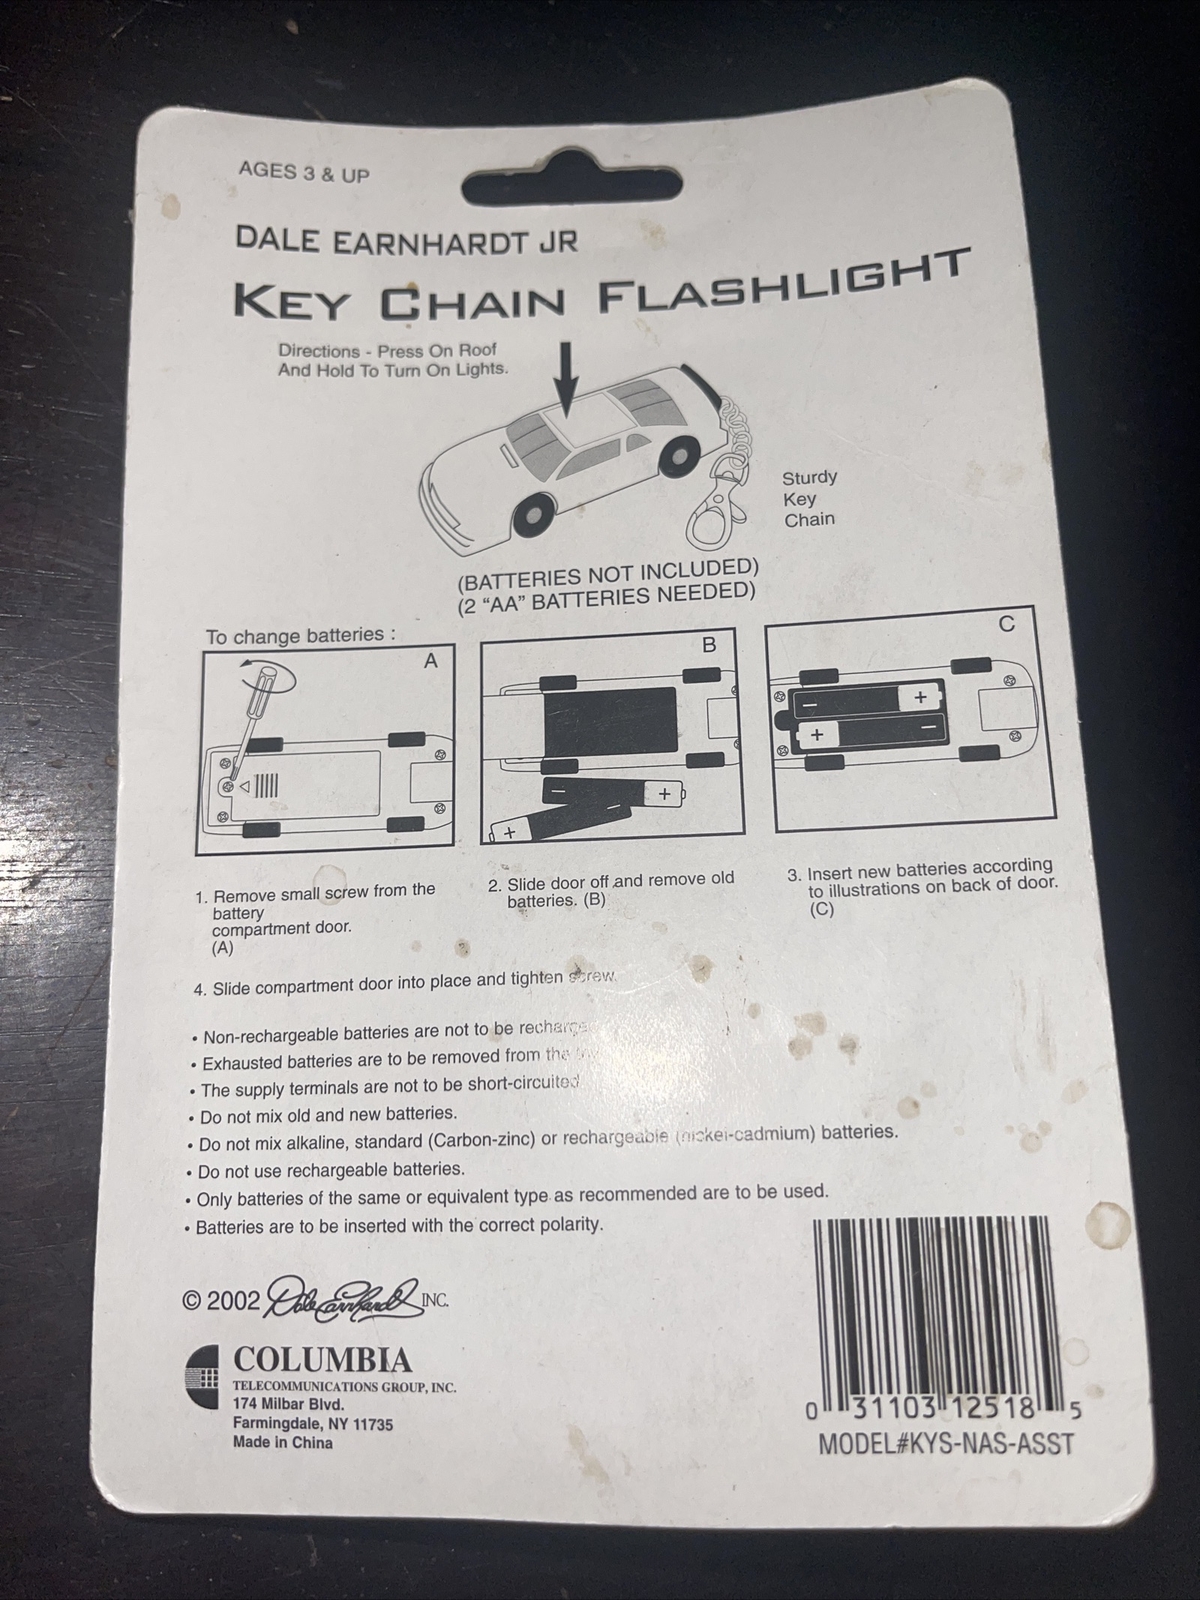 AGES 3 & UP
DALE EARNHARDT JR
KEY CHAIN FLASHLIGHT
Directions - Press On Roof
And Hold To Turn On Lights.
Sturdy
Key
Chain
(BATTERIES NOT INCLUDED)
(2 “AA” BATTERIES NEEDED)
To change batteries :
A
B
C
1. Remove small screw from the
battery
compartment door.
(A)
2. Slide door off and remove old
batteries. (B)
3. Insert new batteries according
to illustrations on back of door.
(C)
4. Slide compartment door into place and tighten screw.
• Non-rechargeable batteries are not to be
• Exhausted batteries are to be removed from the
• The supply terminals are not to be short-circuited
• Do not mix old and new batteries.
• Do not mix alkaline, standard (Carbon-zinc) or rechargeable (nickel-cadmium) batteries.
• Do not use rechargeable batteries.
• Only batteries of the same or equivalent type as recommended are to be used.
• Batteries are to be inserted with the correct polarity.
© 2002 Dale Earnhardt INC.
COLUMBIA
TELECOMMUNICATIONS GROUP, INC.
174 Milbar Blvd.
Farmingdale, NY 11735
Made in China
0 31103 12518 5
MODEL#KYS-NAS-ASST